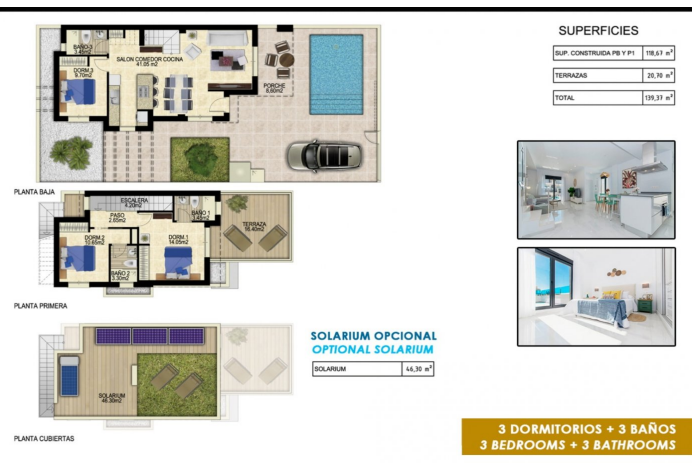 SUPERFICIES
SUP. CONSTRUIDA PB Y P1 118,67 m²
TERRAZAS 20,70 m²
TOTAL 139,37 m²
BAÑO-3
3.45m2
SALON COMEDOR COCINA
41.05 m2
DORM.3
9.70m2
PORCHE
6,60m2
PLANTA BAJA
ESCALERA
4.20m2
PASO
2.65m2
BAÑO 1
3.45m2
TERRAZA
16.40m2
DORM.2
10.65m2
DORM.1
14.05m2
BAÑO 2
3.30m2
PLANTA PRIMERA
SOLARIUM OPCIONAL
OPTIONAL SOLARIUM
SOLARIUM 46,30 m²
SOLARIUM
46.30m2
PLANTA CUBIERTAS
3 DORMITORIOS + 3 BAÑOS
3 BEDROOMS + 3 BATHROOMS